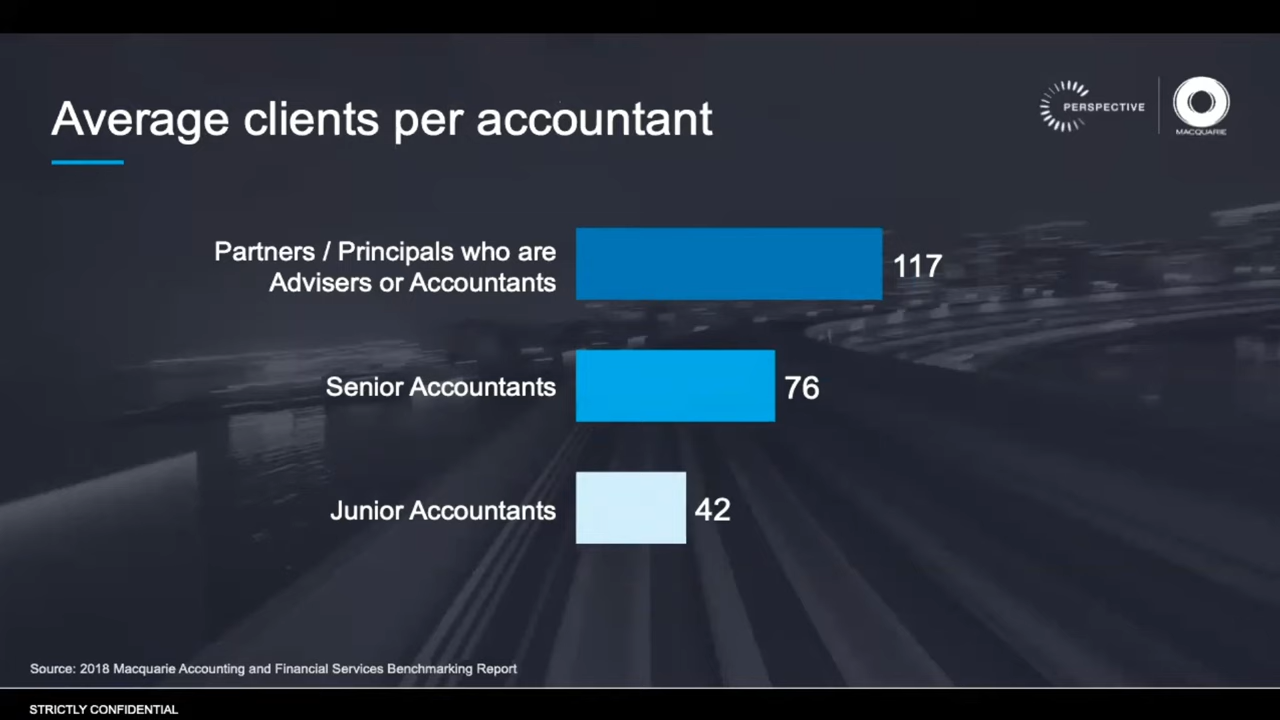 Average clients per accountant
PERSPECTIVE
MACQUARIE
Partners / Principals who are
Advisers or Accountants
117
Senior Accountants
76
Junior Accountants
42
Source: 2018 Macquarie Accounting and Financial Services Benchmarking Report
STRICTLY CONFIDENTIAL